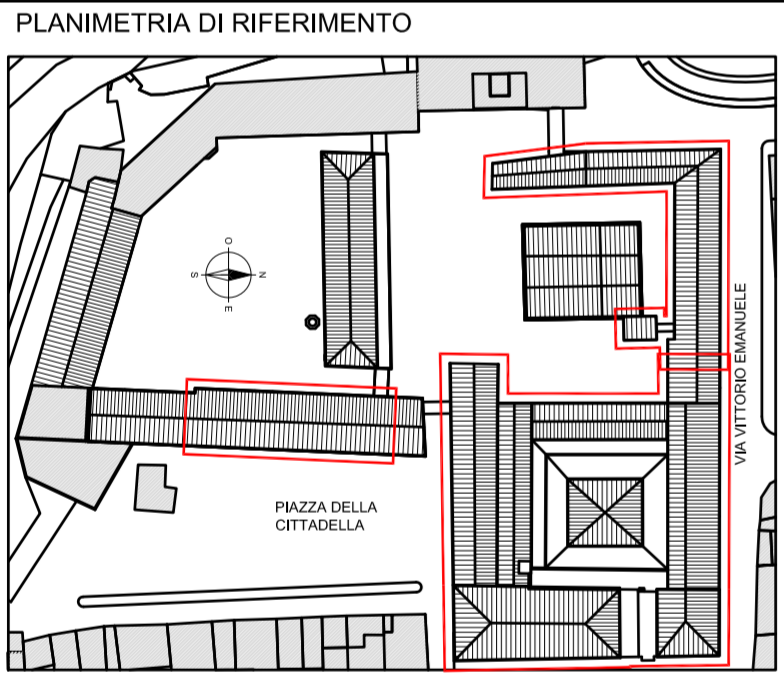 PLANIMETRIA DI RIFERIMENTO
O
S
N
E
VIA VITTORIO EMANUELE
PIAZZA DELLA
CITTADELLA